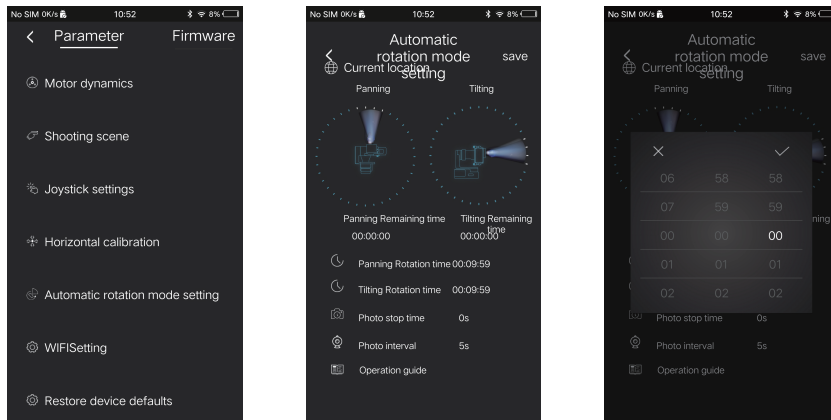 No SIM 0K/s 10:52 8%
Parameter Firmware
Motor dynamics
Shooting scene
Joystick settings
Horizontal calibration
Automatic rotation mode setting
WIFISetting
Restore device defaults
No SIM 0K/s 10:52 8%
Automatic
rotation mode
setting
save
Current location
Panning Tilting
Panning Remaining time
00:00:00
Tilting Remaining
time
00:00:00
Panning Rotation time 00:09:59
Tilting Rotation time 00:09:59
Photo stop time 0s
Photo interval 5s
Operation guide
No SIM 0K/s 10:52 8%
Automatic
rotation mode
setting
save
Current location
Panning Tilting
06 58 58
07 59 59
00 00 00
01 01 01
02 02 02
ning
Photo stop time 0s
Photo interval 5s
Operation guide